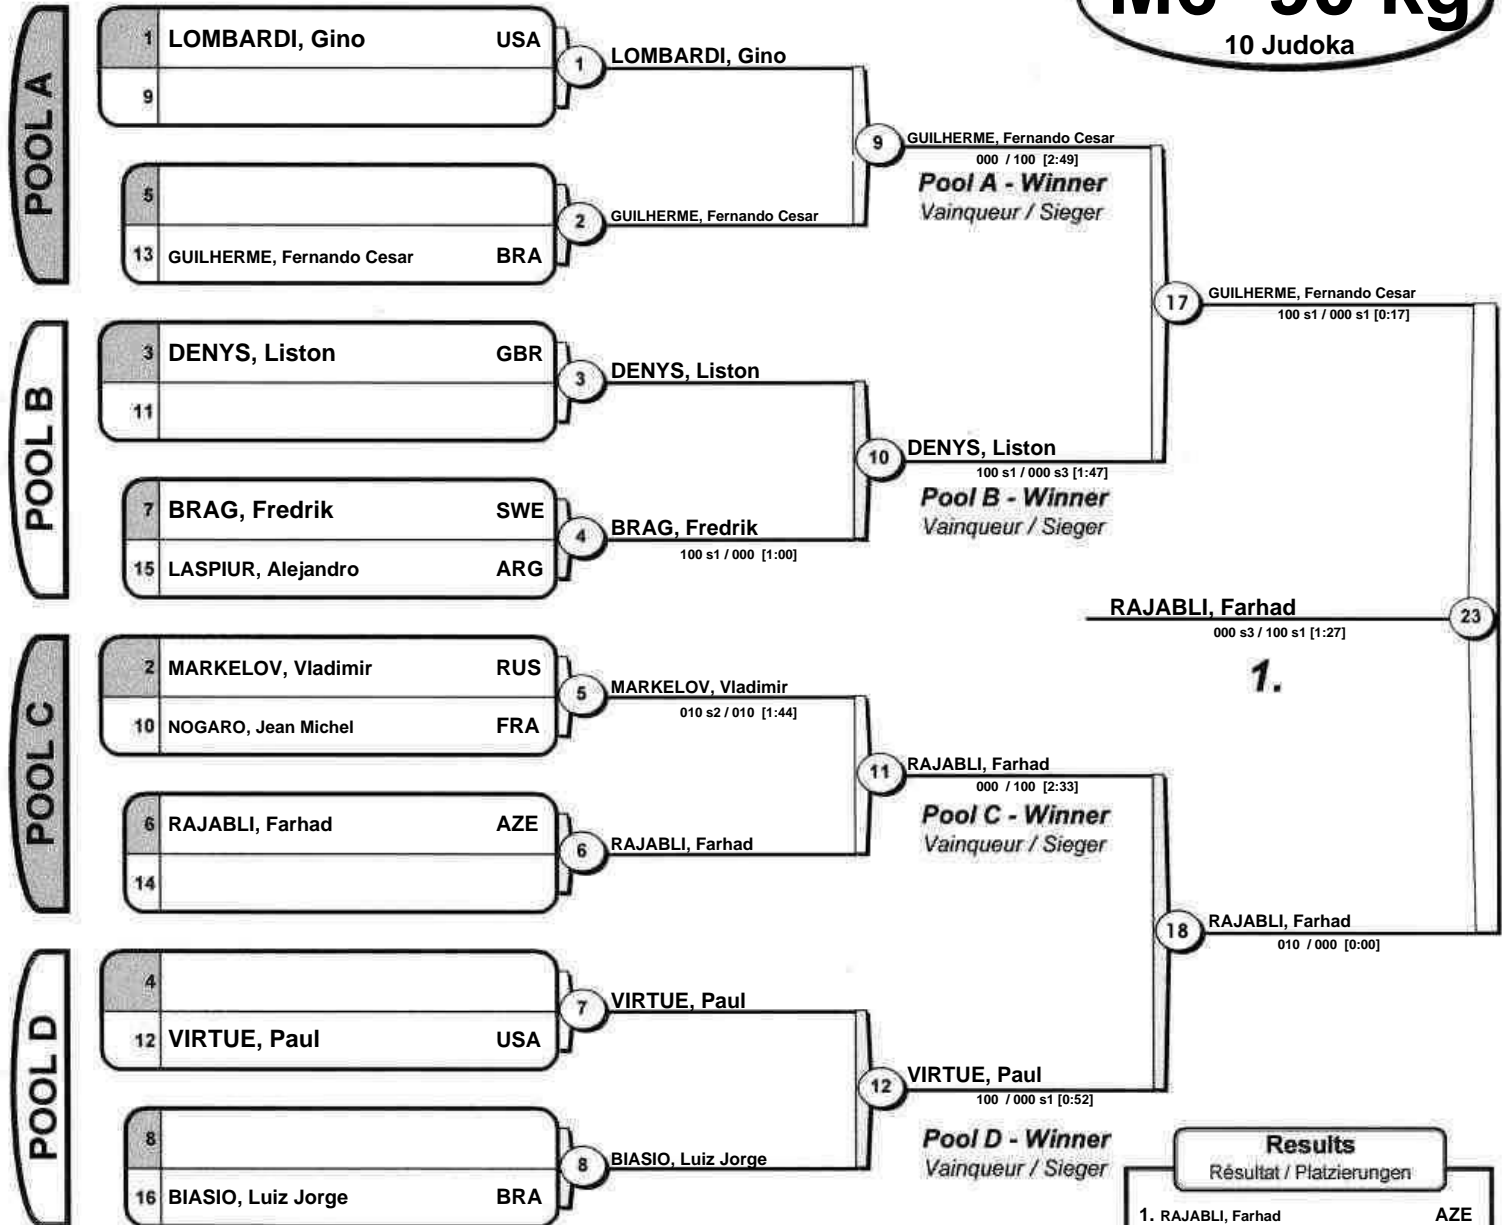 M6 -90 kg
10 Judoka
POOL A
1 LOMBARDI, Gino USA
9
5
13 GUILHERME, Fernando Cesar BRA
1 LOMBARDI, Gino
2 GUILHERME, Fernando Cesar
9 GUILHERME, Fernando Cesar
000 / 100 [2:49]
Pool A - Winner
Vainqueur / Sieger
POOL B
3 DENYS, Liston GBR
11
7 BRAG, Fredrik SWE
15 LASPIUR, Alejandro ARG
3 DENYS, Liston
4 BRAG, Fredrik
100 s1 / 000 [1:00]
10 DENYS, Liston
100 s1 / 000 s3 [1:47]
Pool B - Winner
Vainqueur / Sieger
17 GUILHERME, Fernando Cesar
100 s1 / 000 s1 [0:17]
POOL C
2 MARKELOV, Vladimir RUS
10 NOGARO, Jean Michel FRA
6 RAJABLI, Farhad AZE
14
5 MARKELOV, Vladimir
010 s2 / 010 [1:44]
6 RAJABLI, Farhad
11 RAJABLI, Farhad
000 / 100 [2:33]
Pool C - Winner
Vainqueur / Sieger
POOL D
4
12 VIRTUE, Paul USA
8
16 BIASIO, Luiz Jorge BRA
7 VIRTUE, Paul
8 BIASIO, Luiz Jorge
12 VIRTUE, Paul
100 / 000 s1 [0:52]
Pool D - Winner
Vainqueur / Sieger
18 RAJABLI, Farhad
010 / 000 [0:00]
RAJABLI, Farhad 23
000 s3 / 100 s1 [1:27]
1.
Results
Résultat / Platzierungen
1. RAJABLI, Farhad AZE